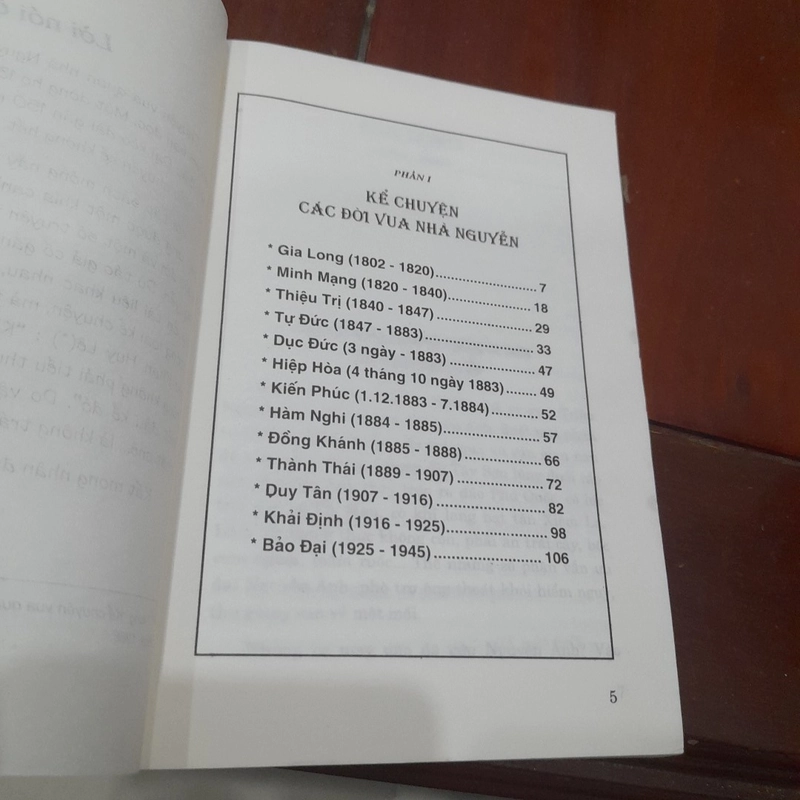 PHẦN I
KỂ CHUYỆN
CÁC ĐỜI VUA NHÀ NGUYỄN
* Gia Long (1802 - 1820)........................ 7
* Minh Mạng (1820 - 1840)................... 18
* Thiệu Trị (1840 - 1847)...................... 29
* Tự Đức (1847 - 1883)........................ 33
* Dục Đức (3 ngày - 1883).................... 47
* Hiệp Hòa (4 tháng 10 ngày 1883)........ 49
* Kiến Phúc (1.12.1883 - 7.1884)........... 52
* Hàm Nghi (1884 - 1885)..................... 57
* Đồng Khánh (1885 - 1888).................. 66
* Thành Thái (1889 - 1907)................... 72
* Duy Tân (1907 - 1916)....................... 82
* Khải Định (1916 - 1925)..................... 98
* Bảo Đại (1925 - 1945)....................... 106
5